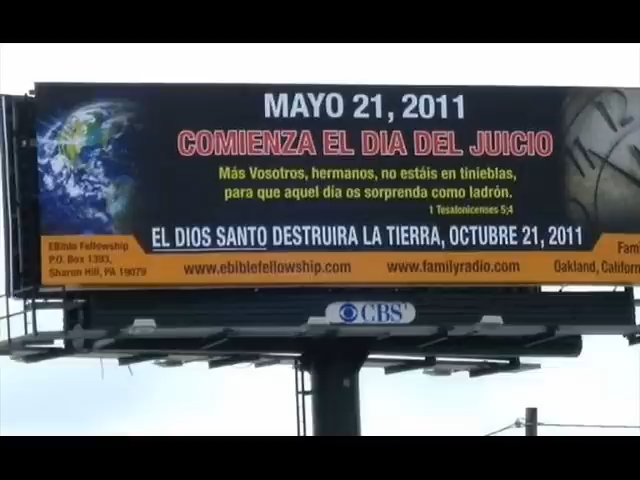 MAYO 21, 2011
COMIENZA EL DIA DEL JUICIO
Más Vosotros, hermanos, no estáis en tinieblas,
para que aquel día os sorprenda como ladrón.
1 Tesalonicenses 5;4
EL DIOS SANTO DESTRUIRA LA TIERRA, OCTUBRE 21, 2011
EBible Fellowship
P.O. Box 1393,
Sharon Hill, PA 19079
www.ebiblefellowship.com
www.familyradio.com
Fam
Oakland, Californ
CBS